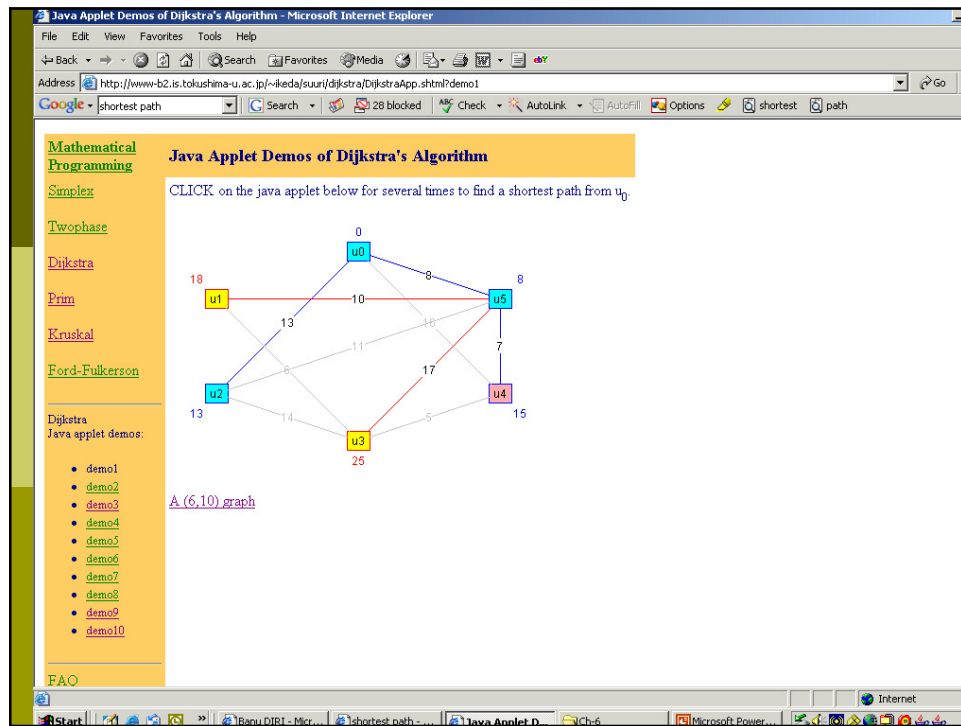 Java Applet Demos of Dijkstra's Algorithm - Microsoft Internet Explorer
File Edit View Favorites Tools Help
Back Search Favorites Media
Address http://www-b2.is.tokushima-u.ac.jp/~ikeda/suuri/dijkstra/DijkstraApp.shtml?demo1 Go
Google shortest path Search 28 blocked Check AutoLink AutoFill Options shortest path
Mathematical
Programming
Simplex
Twophase
Dijkstra
Prim
Kruskal
Ford-Fulkerson
Dijkstra
Java applet demos:
• demo1
• demo2
• demo3
• demo4
• demo5
• demo6
• demo7
• demo8
• demo9
• demo10
FAQ
Java Applet Demos of Dijkstra's Algorithm
CLICK on the java applet below for several times to find a shortest path from u0.
0
u0
8
8
18
u1
10
u5
13
16
11
7
6
17
u2
u4
13
14
5
15
u3
25
A (6,10) graph
Internet
Start » Banu DIRI - Micr... shortest path - ... Java Applet D... Ch-6 Microsoft Power...